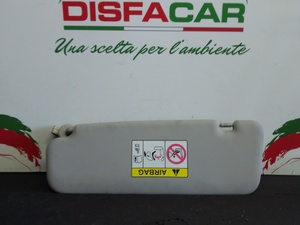 DISFACAR
Una scelta per l'ambiente
AIRBAG